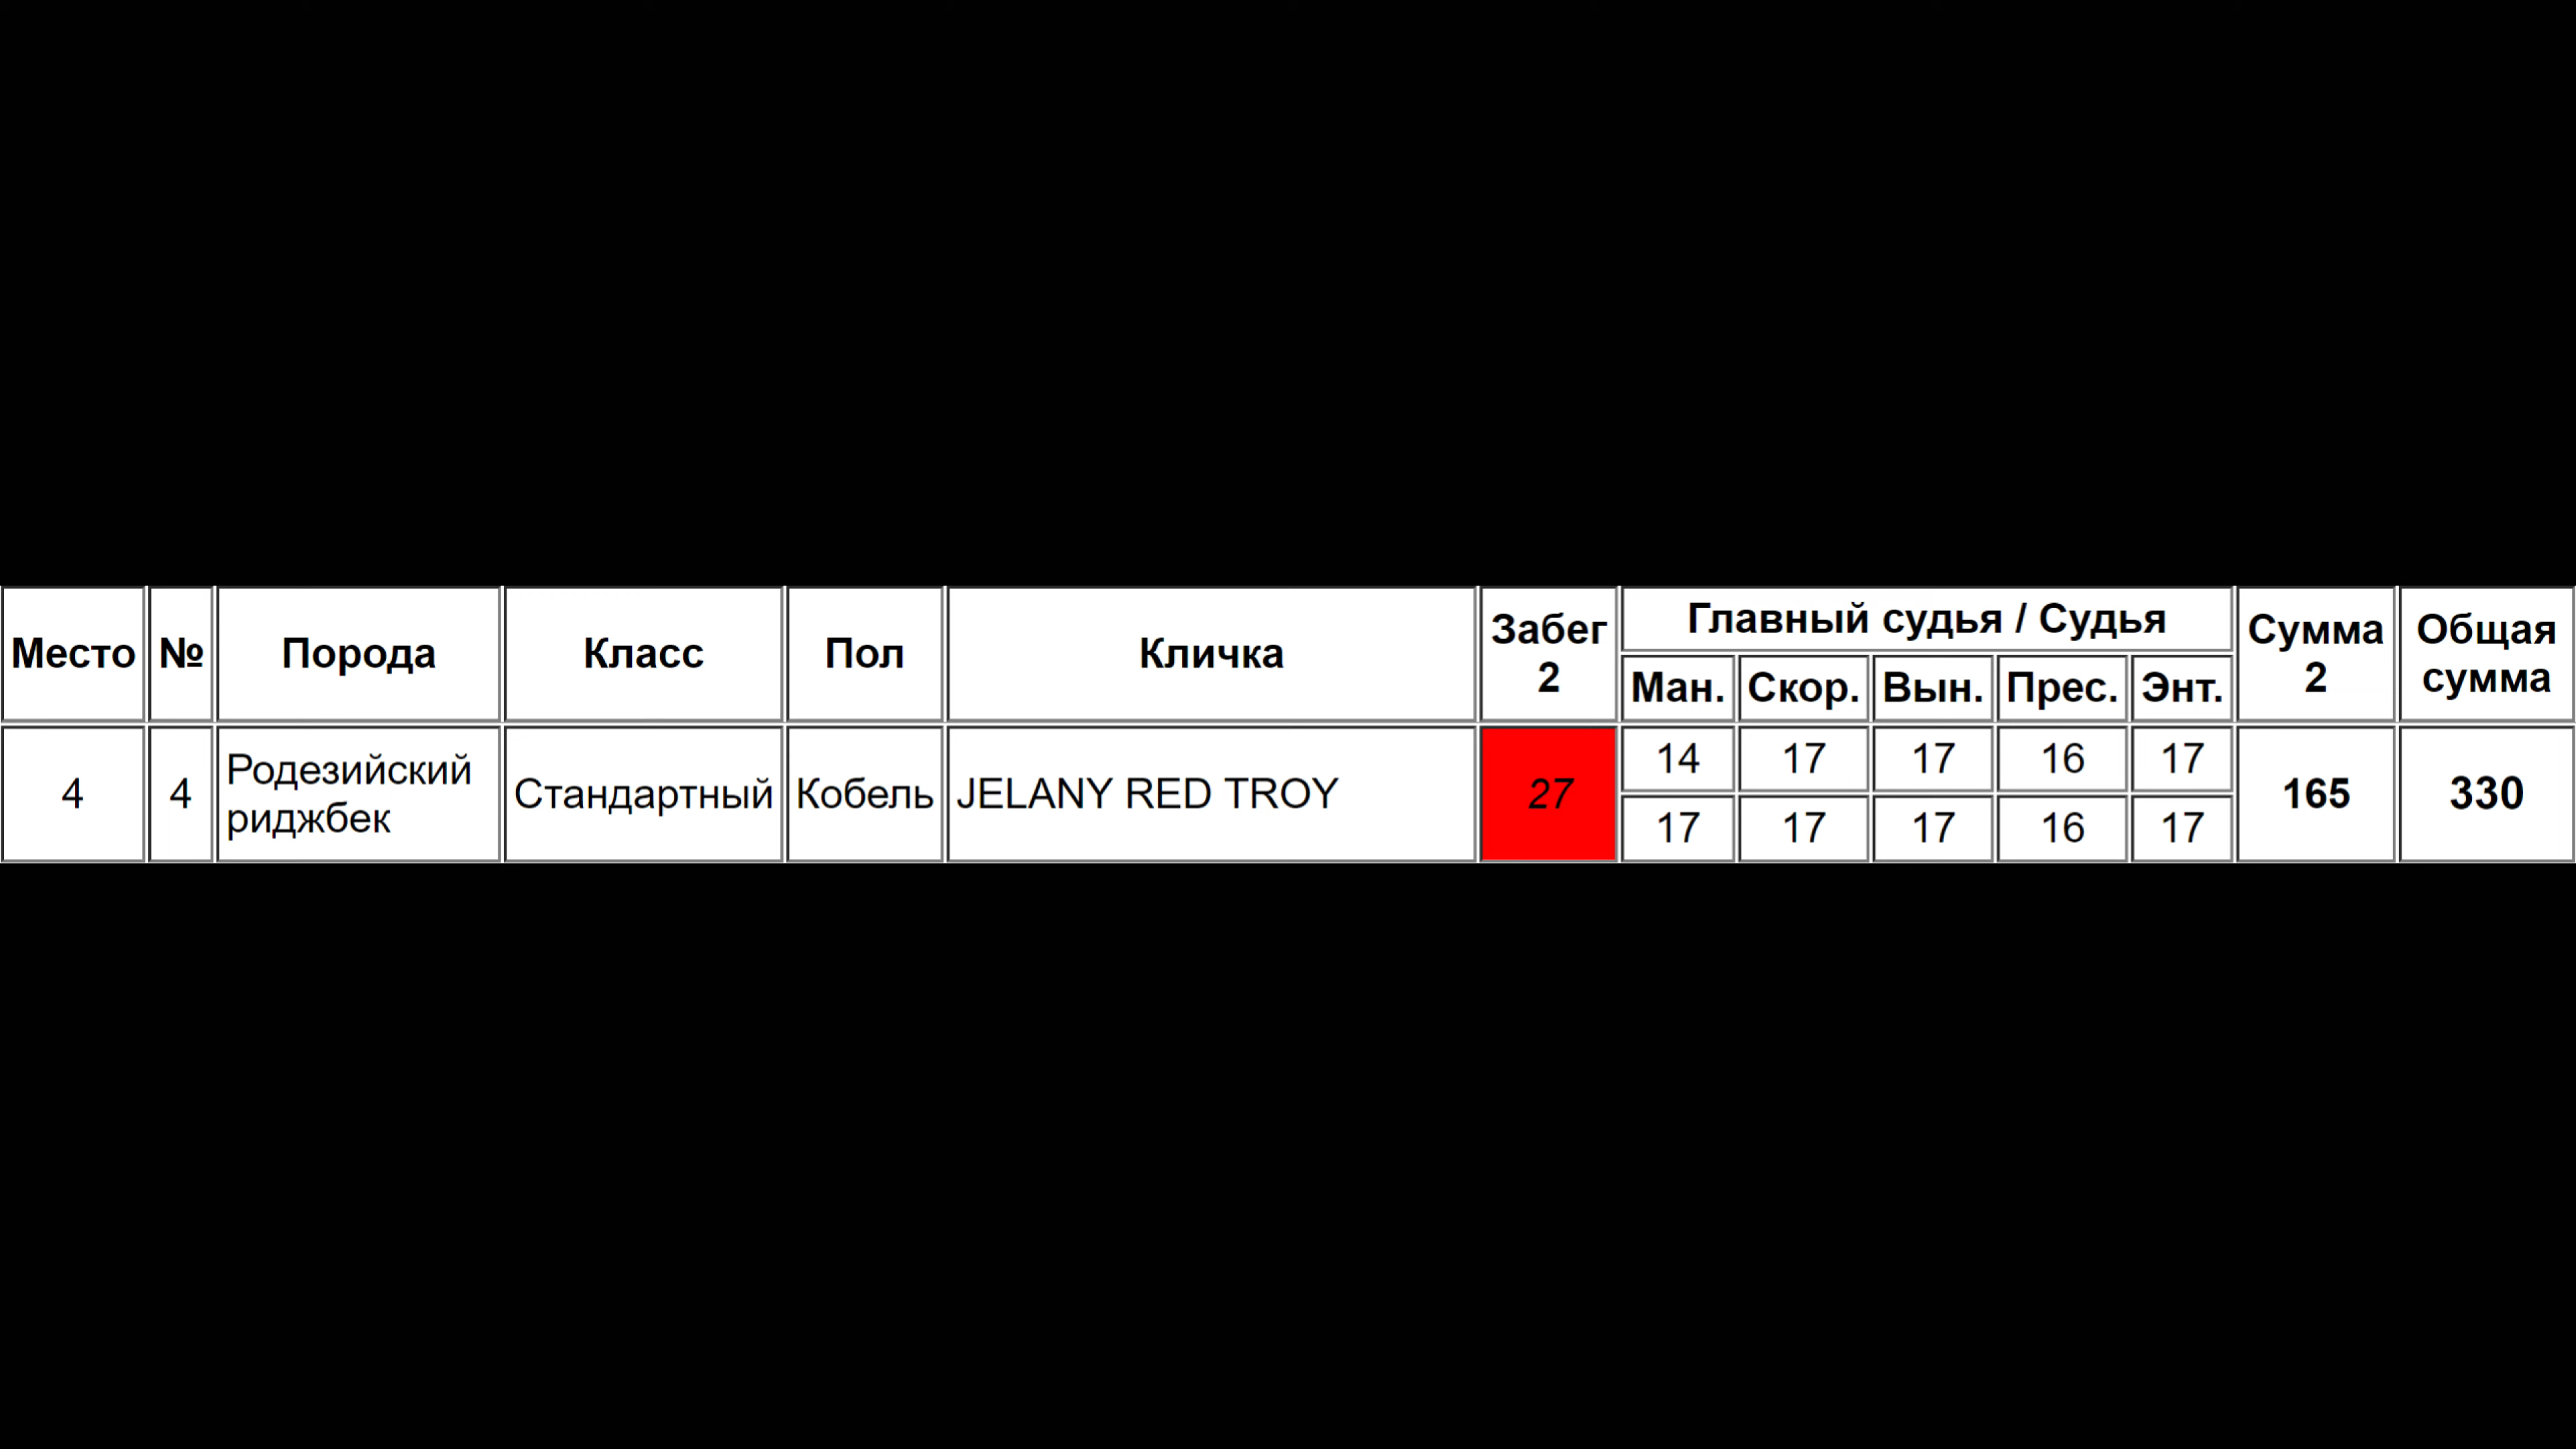 Место № Порода Класс Пол Кличка Забег 2 Главный судья / Судья Сумма 2 Общая сумма
Ман. Скор. Вын. Прес. Энт.
4 4 Родезийский риджбек Стандартный Кобель JELANY RED TROY 27 14 17 17 16 17 165 330
17 17 17 16 17